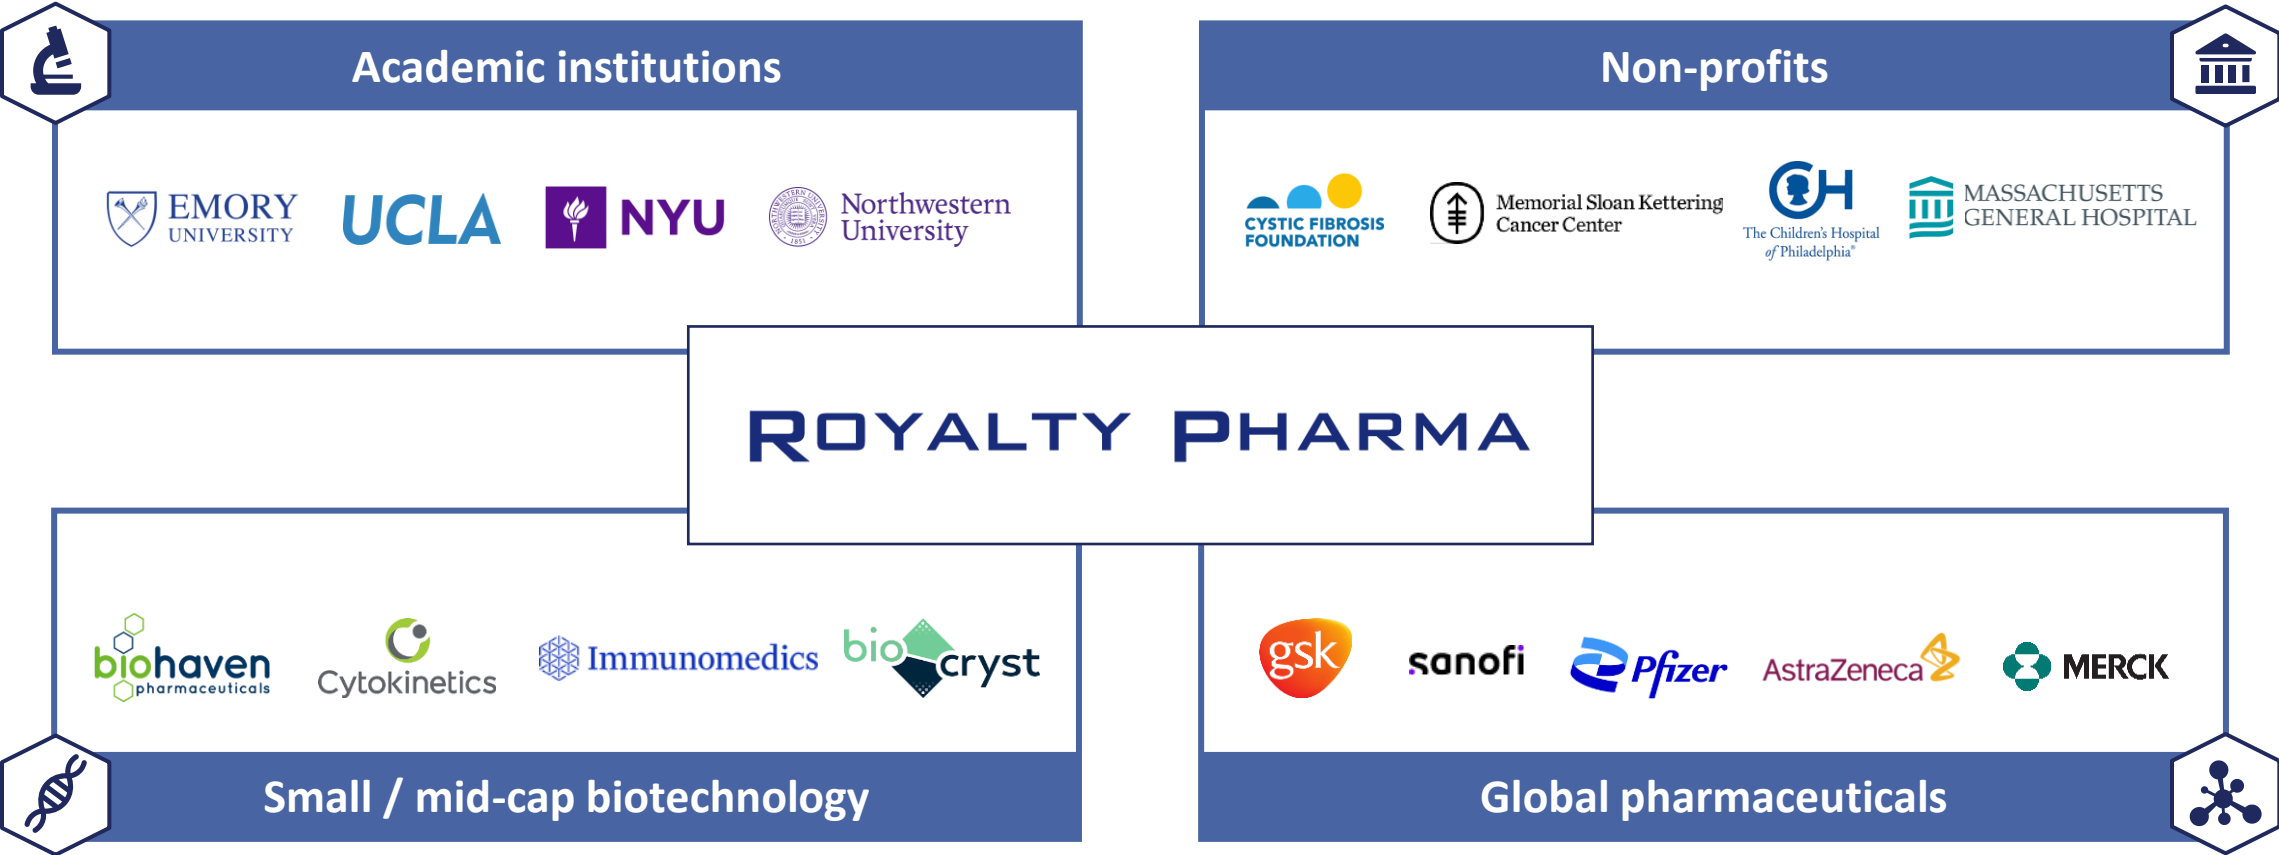 Academic institutions
EMORY
UNIVERSITY
UCLA
NYU
Northwestern
University
Non-profits
CYSTIC FIBROSIS
FOUNDATION
Memorial Sloan Kettering
Cancer Center
CH
The Children's Hospital
of Philadelphia®
MASSACHUSETTS
GENERAL HOSPITAL
ROYALTY PHARMA
biohaven
pharmaceuticals
Cytokinetics
Immunomedics
biocryst
Small / mid-cap biotechnology
gsk
sanofi
Pfizer
AstraZeneca
MERCK
Global pharmaceuticals